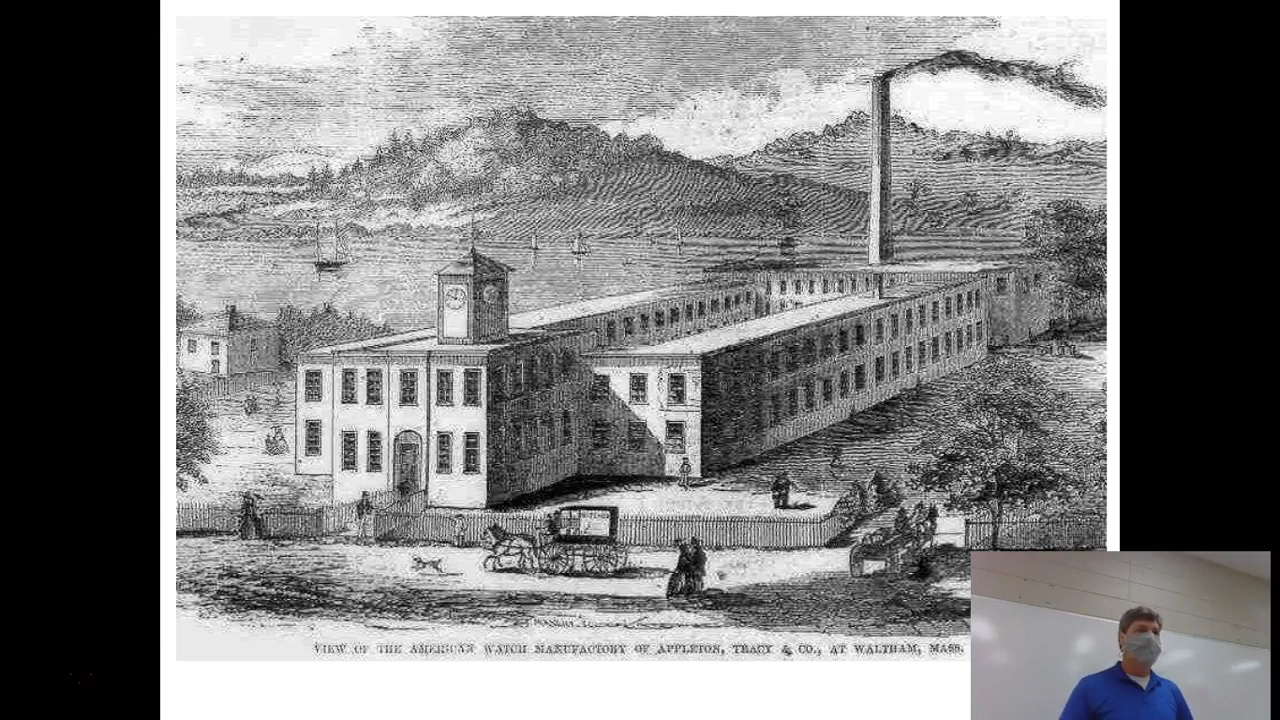 VIEW OF THE AMERICAN WATCH MANUFACTORY OF APPLETON, TRACY & CO., AT WALTHAM, MASS.